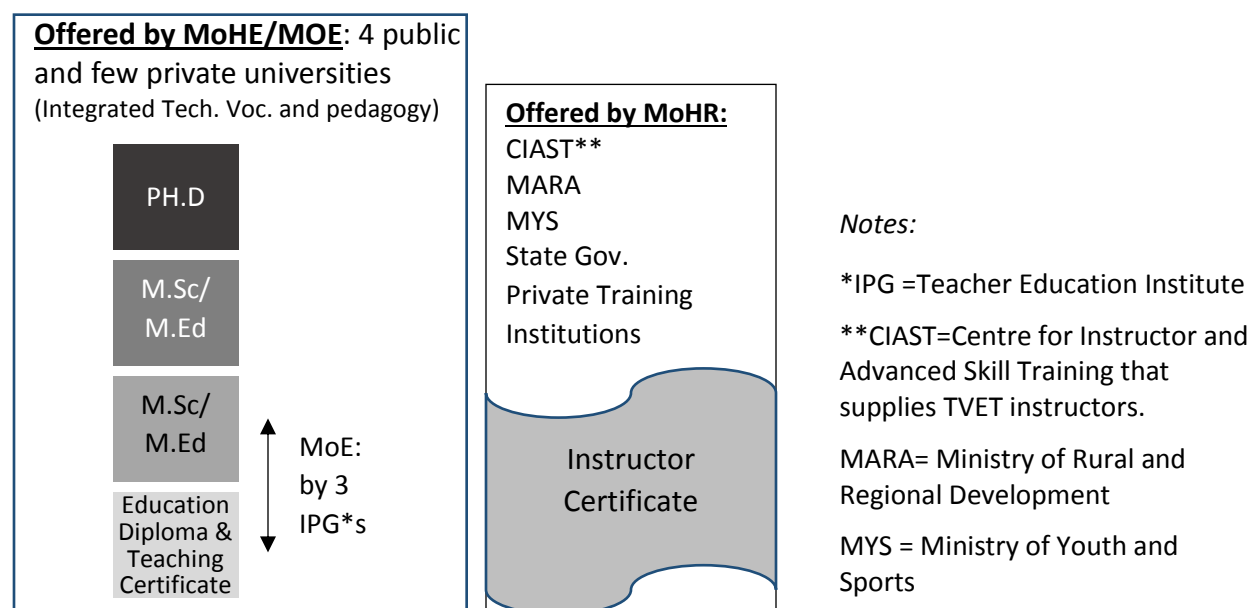 Offered by MoHE/MOE: 4 public
and few private universities
(Integrated Tech. Voc. and pedagogy)
PH.D
M.Sc/
M.Ed
M.Sc/
M.Ed
Education
Diploma &
Teaching
Certificate
MoE:
by 3
IPG*s
Offered by MoHR:
CIAST**
MARA
MYS
State Gov.
Private Training
Institutions
Instructor
Certificate
Notes:
*IPG =Teacher Education Institute
**CIAST=Centre for Instructor and
Advanced Skill Training that
supplies TVET instructors.
MARA= Ministry of Rural and
Regional Development
MYS = Ministry of Youth and
Sports